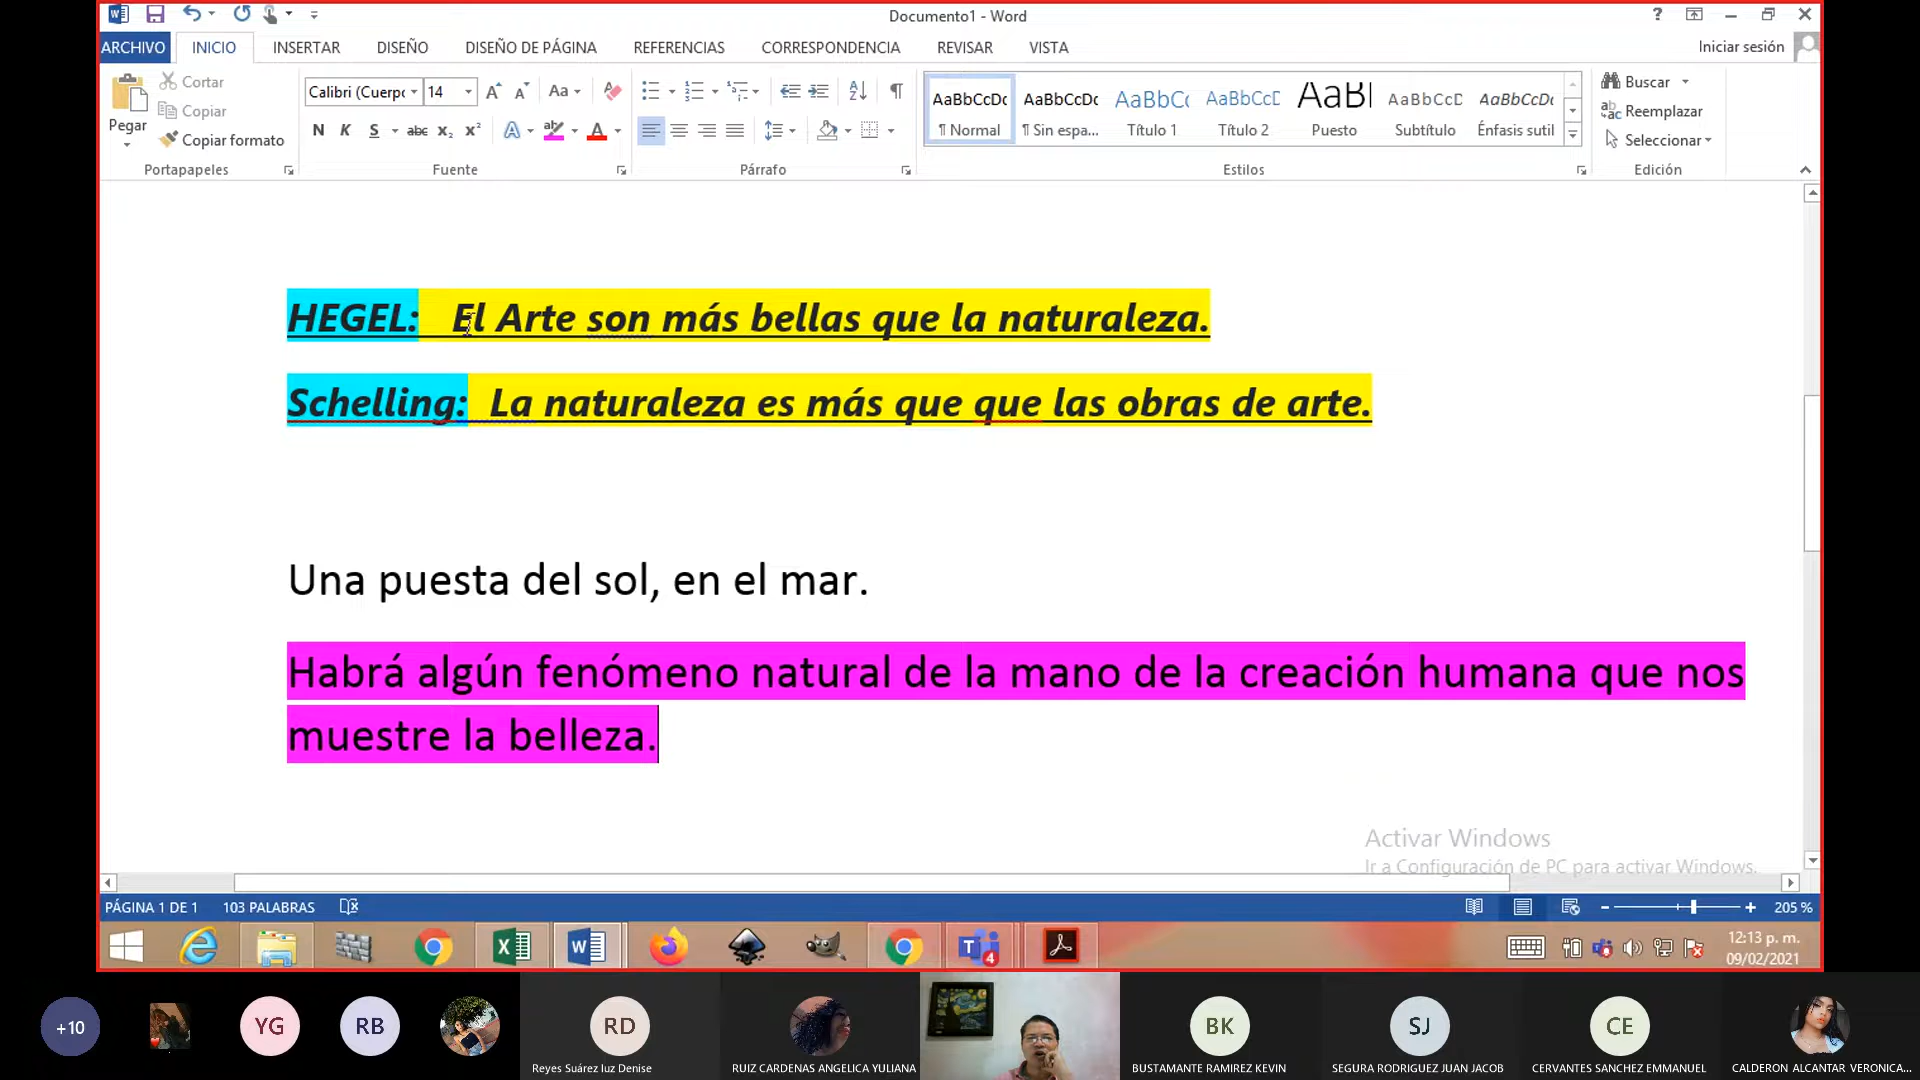 Documento1 - Word
ARCHIVO INICIO INSERTAR DISEÑO DISEÑO DE PÁGINA REFERENCIAS CORRESPONDENCIA REVISAR VISTA Iniciar sesión
Pegar
Cortar
Copiar
Copiar formato
Portapapeles
Calibri (Cuerpo 14
Fuente
Párrafo
AaBbCcDc AaBbCcDc AaBbCc AaBbCcD AaBl AaBbCcD AaBbCcDc
¶ Normal ¶ Sin espa... Título 1 Título 2 Puesto Subtítulo Énfasis sutil
Estilos
Buscar
Reemplazar
Seleccionar
Edición
HEGEL: El Arte son más bellas que la naturaleza.
Schelling: La naturaleza es más que que las obras de arte.
Una puesta del sol, en el mar.
Habrá algún fenómeno natural de la mano de la creación humana que nos
muestre la belleza.
Activar Windows
Ir a Configuración de PC para activar Windows.
PÁGINA 1 DE 1 103 PALABRAS 205 %
12:13 p. m.
09/02/2021
+10 YG RB RD BK SJ CE
Reyes Suárez luz Denise RUIZ CARDENAS ANGELICA YULIANA BUSTAMANTE RAMIREZ KEVIN SEGURA RODRIGUEZ JUAN JACOB CERVANTES SANCHEZ EMMANUEL CALDERON ALCANTAR VERONICA...